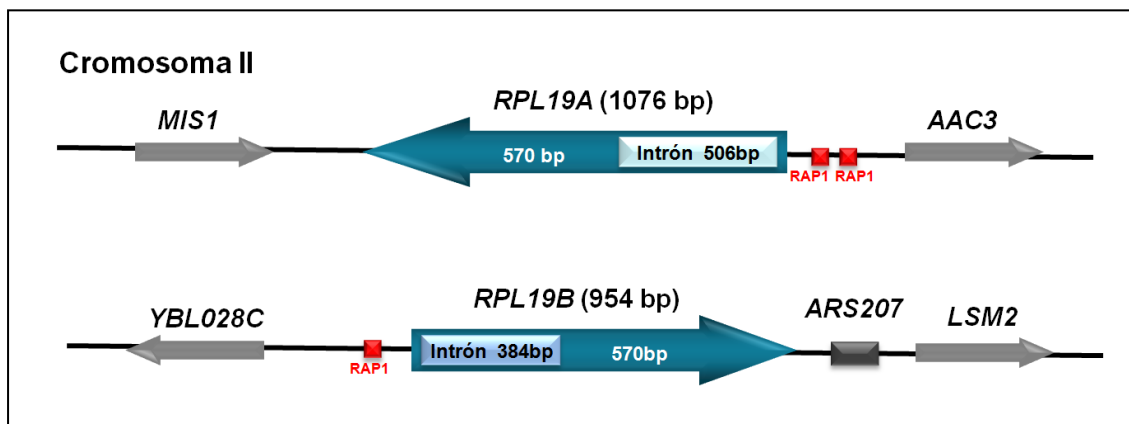 Cromosoma II
RPL19A (1076 bp)
MIS1
AAC3
570 bp
Intrón 506bp
RAP1 RAP1
RPL19B (954 bp)
YBL028C
ARS207
LSM2
Intrón 384bp
570bp
RAP1